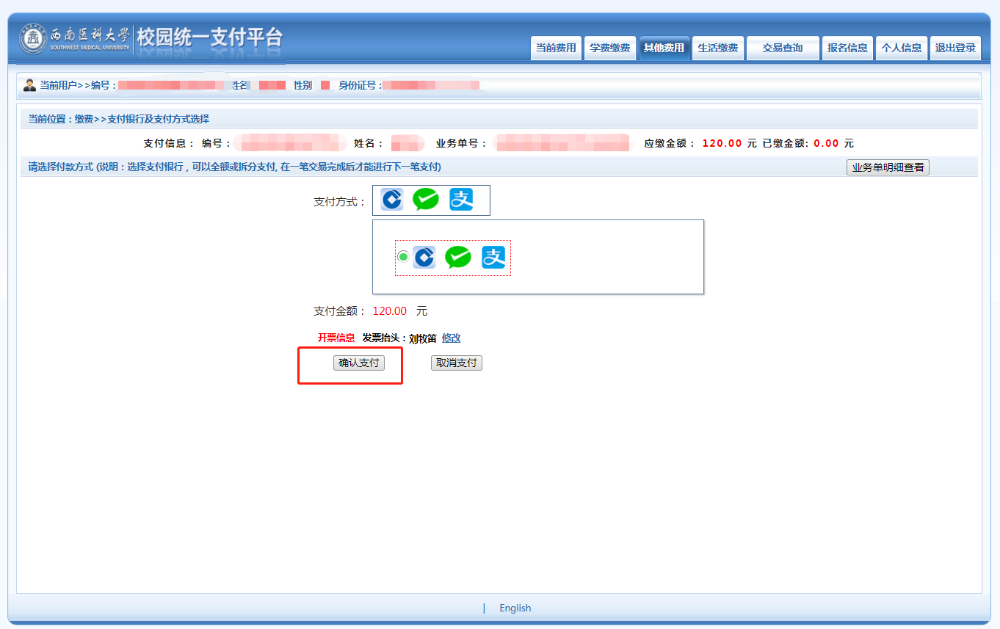 西南医科大学 校园统一支付平台
SOUTHWEST MEDICAL UNIVERSITY
当前费用 学费缴费 其他费用 生活缴费 交易查询 报名信息 个人信息 退出登录
当前用户>>编号： 姓名 性别 身份证号：
当前位置：缴费>>支付银行及支付方式选择
支付信息： 编号： 姓名： 业务单号： 应缴金额： 120.00 元 已缴金额: 0.00 元
请选择付款方式 (说明：选择支付银行，可以全额或拆分支付, 在一笔交易完成后才能进行下一笔支付) 业务单明细查看
支付方式： 支
支
支付金额： 120.00 元
开票信息 发票抬头：刘牧笛 修改
确认支付 取消支付
| English